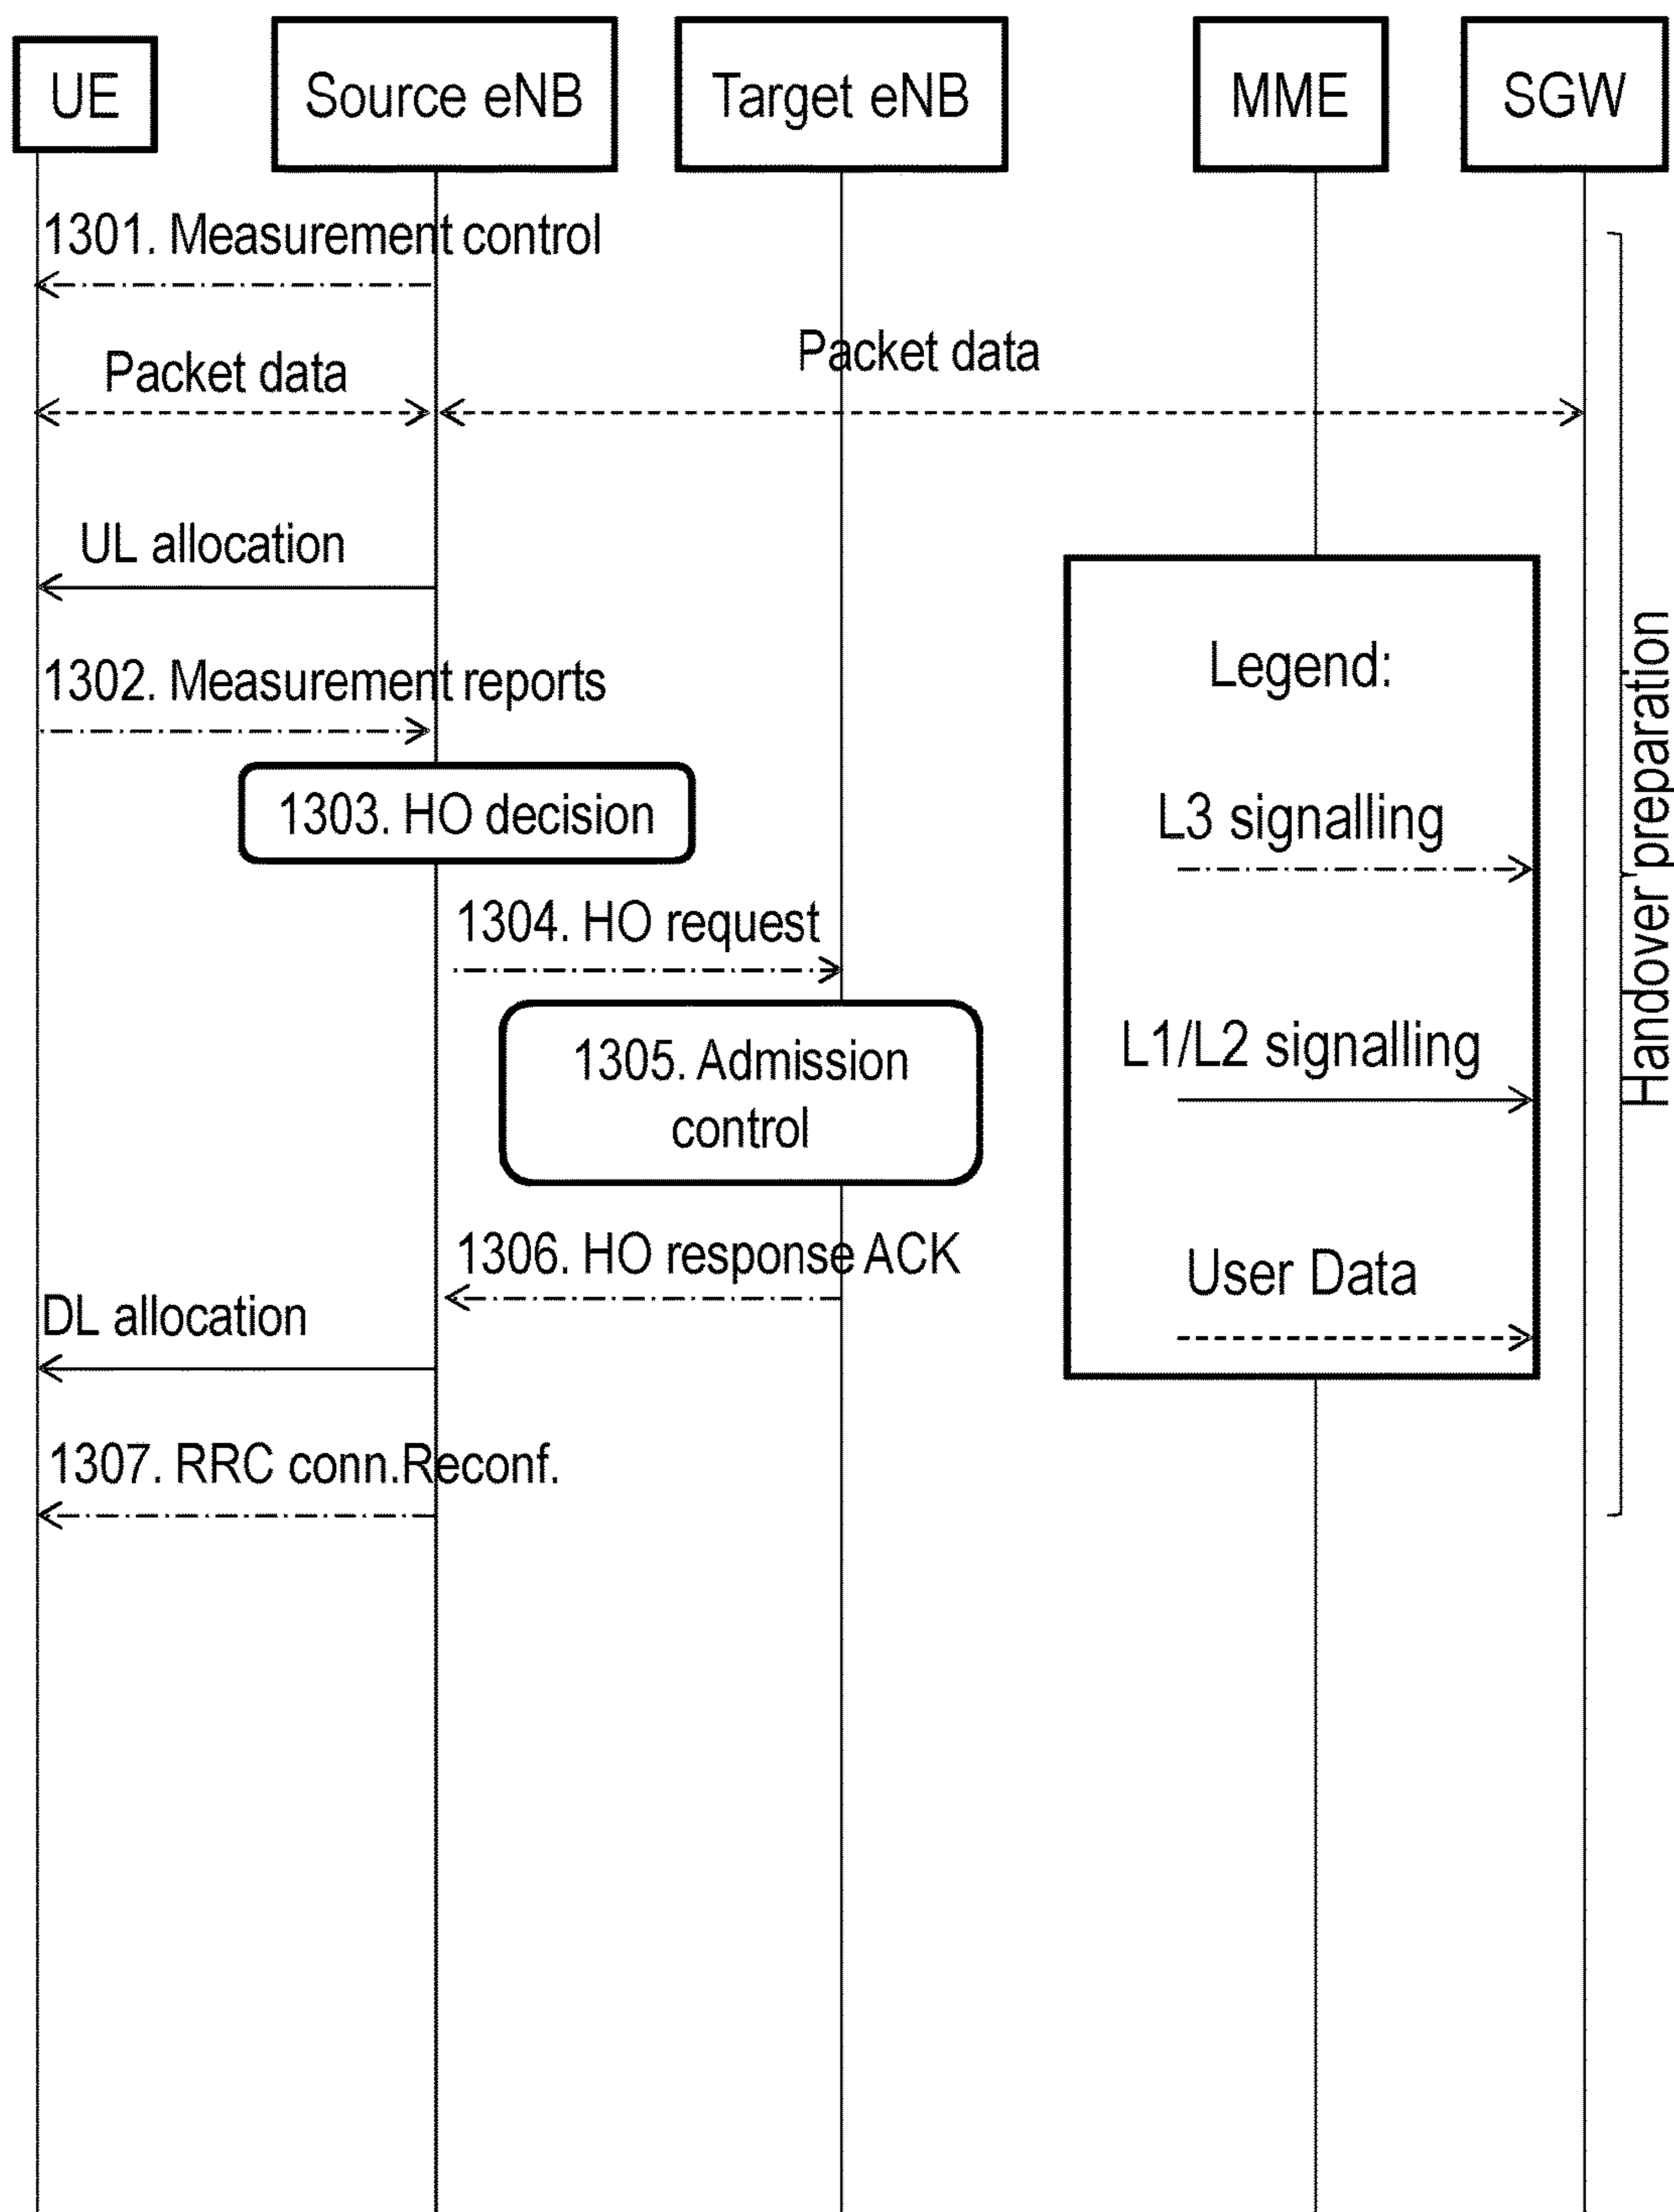 UE
Source eNB
Target eNB
MME
SGW
1301. Measurement control
Packet data
Packet data
UL allocation
1302. Measurement reports
1303. HO decision
1304. HO request
1305. Admission
control
1306. HO response ACK
DL allocation
1307. RRC conn.Reconf.
Legend:
L3 signalling
L1/L2 signalling
User Data
Handover preparation